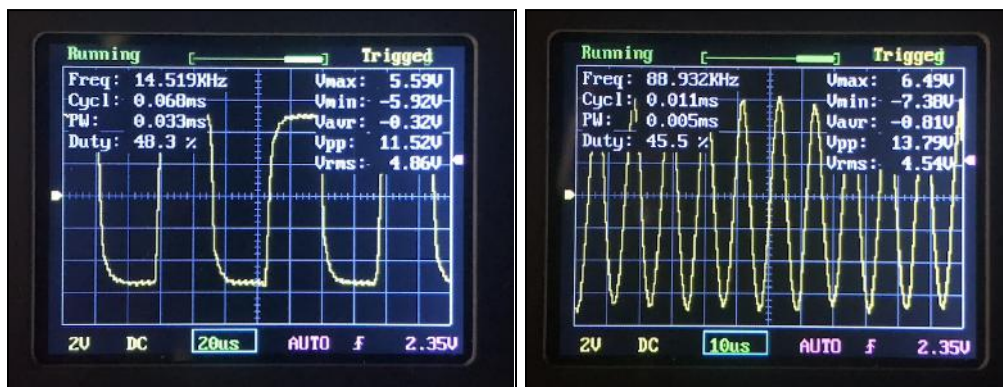 Running Trigged
Freq: 14.519KHz Vmax: 5.59V
Cycl: 0.068ms Vmin: -5.92V
PW: 0.033ms Vavr: -0.32V
Duty: 48.3 % Vpp: 11.52V
Vrms: 4.86V
2V DC 20us AUTO 2.35V
Running Trigged
Freq: 88.932KHz Vmax: 6.49V
Cycl: 0.011ms Vmin: -7.38V
PW: 0.005ms Vavr: -0.81V
Duty: 45.5 % Vpp: 13.79V
Vrms: 4.54V
2V DC 10us AUTO 2.35V